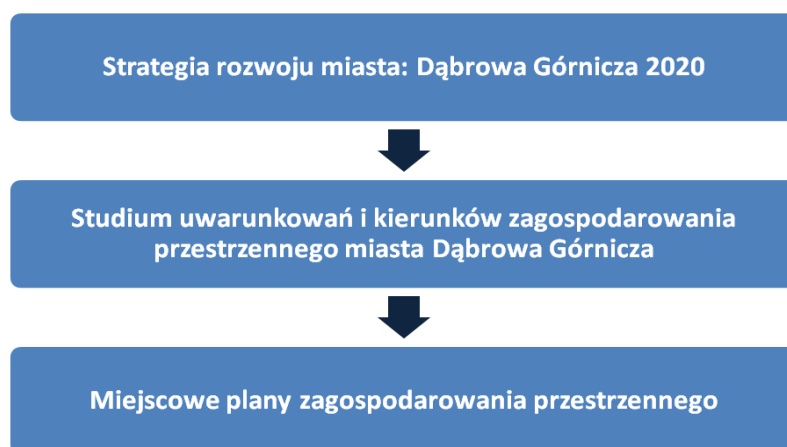 Strategia rozwoju miasta: Dąbrowa Górnicza 2020
Studium uwarunkowań i kierunków zagospodarowania
przestrzennego miasta Dąbrowa Górnicza
Miejscowe plany zagospodarowania przestrzennego